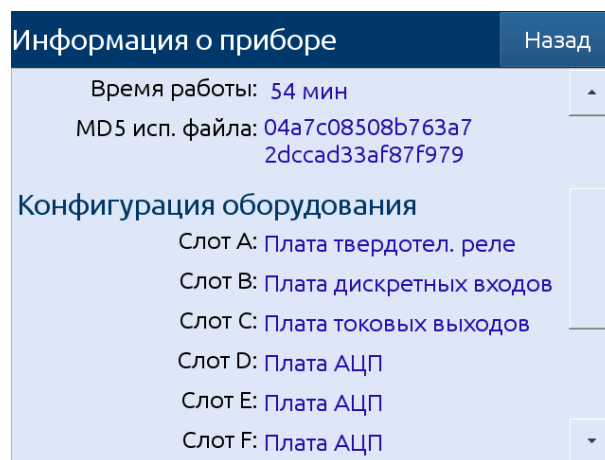 Информация о приборе Назад
Время работы: 54 мин
MD5 исп. файла: 04a7c08508b763a7
2dccad33af87f979
Конфигурация оборудования
Слот A: Плата твердотел. реле
Слот B: Плата дискретных входов
Слот C: Плата токовых выходов
Слот D: Плата АЦП
Слот E: Плата АЦП
Слот F: Плата АЦП